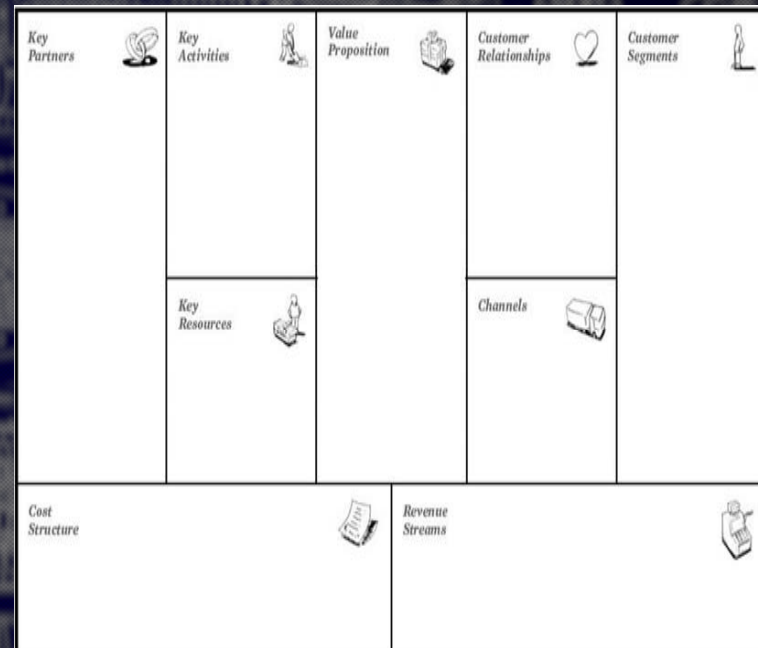 Key
Partners
Key
Activities
Value
Proposition
Customer
Relationships
Customer
Segments
Key
Resources
Channels
Cost
Structure
Revenue
Streams